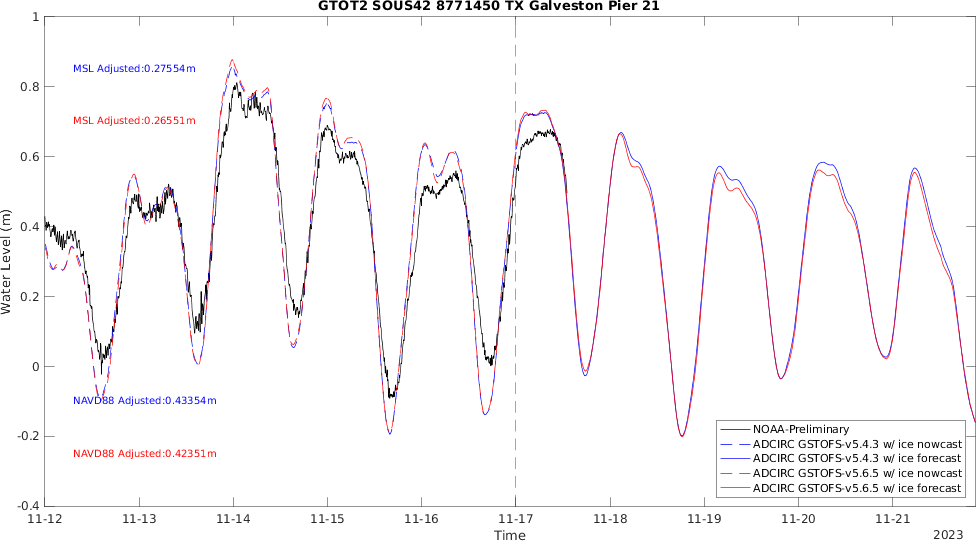 GTOT2 SOUS42 8771450 TX Galveston Pier 21
1
0.8
0.6
0.4
0.2
0
-0.2
-0.4
Water Level (m)
MSL Adjusted:0.27554m
MSL Adjusted:0.26551m
NAVD88 Adjusted:0.43354m
NAVD88 Adjusted:0.42351m
NOAA-Preliminary
ADCIRC GSTOFS-v5.4.3 w/ ice nowcast
ADCIRC GSTOFS-v5.4.3 w/ ice forecast
ADCIRC GSTOFS-v5.6.5 w/ ice nowcast
ADCIRC GSTOFS-v5.6.5 w/ ice forecast
11-12 11-13 11-14 11-15 11-16 11-17 11-18 11-19 11-20 11-21
Time
2023